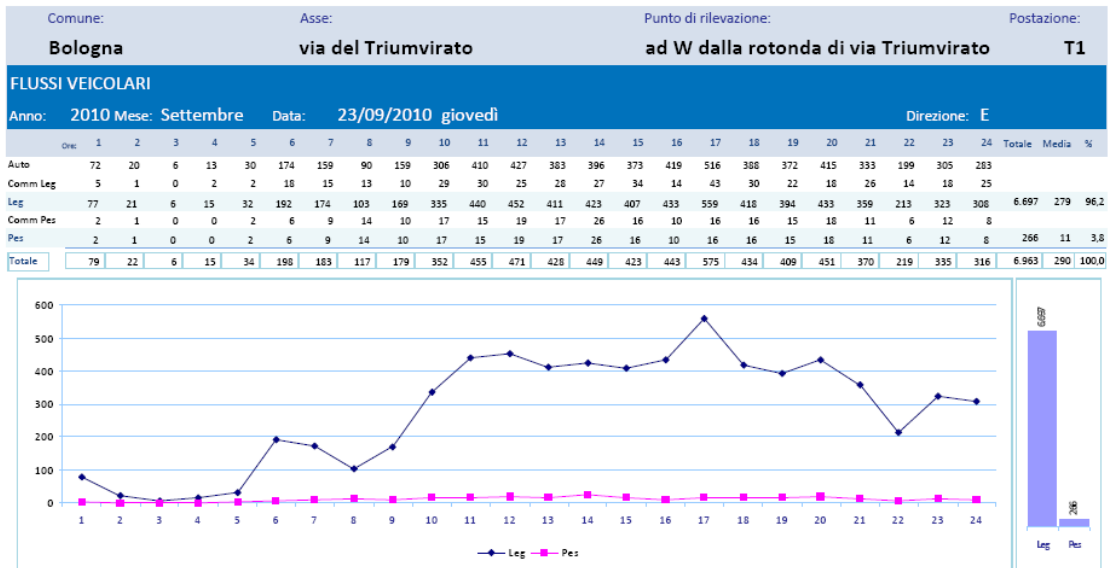 Comune: Asse: Punto di rilevazione: Postazione:
Bologna via del Triumvirato ad W dalla rotonda di via Triumvirato T1
FLUSSI VEICOLARI
Anno: 2010 Mese: Settembre Data: 23/09/2010 giovedì Direzione: E
Ore: 1 2 3 4 5 6 7 8 9 10 11 12 13 14 15 16 17 18 19 20 21 22 23 24 Totale Media %
Auto 72 20 6 13 30 174 159 90 159 306 410 427 383 396 373 419 516 388 372 415 333 199 305 283
Comm Leg 5 1 0 2 2 18 15 13 10 29 30 25 28 27 34 14 43 30 22 18 26 14 18 25
Leg 77 21 6 15 32 192 174 103 169 335 440 452 411 423 407 433 559 418 394 433 359 213 323 308 6.697 279 96,2
Comm Pes 2 1 0 0 2 6 9 14 10 17 15 19 17 26 16 10 16 16 15 18 11 6 12 8
Pes 2 1 0 0 2 6 9 14 10 17 15 19 17 26 16 10 16 16 15 18 11 6 12 8 266 11 3,8
Totale 79 22 6 15 34 198 183 117 179 352 455 471 428 449 423 443 575 434 409 451 370 219 335 316 6.963 290 100,0
600
500
400
300
200
100
0
1 2 3 4 5 6 7 8 9 10 11 12 13 14 15 16 17 18 19 20 21 22 23 24
Leg Pes
6.697
266
Leg Pes